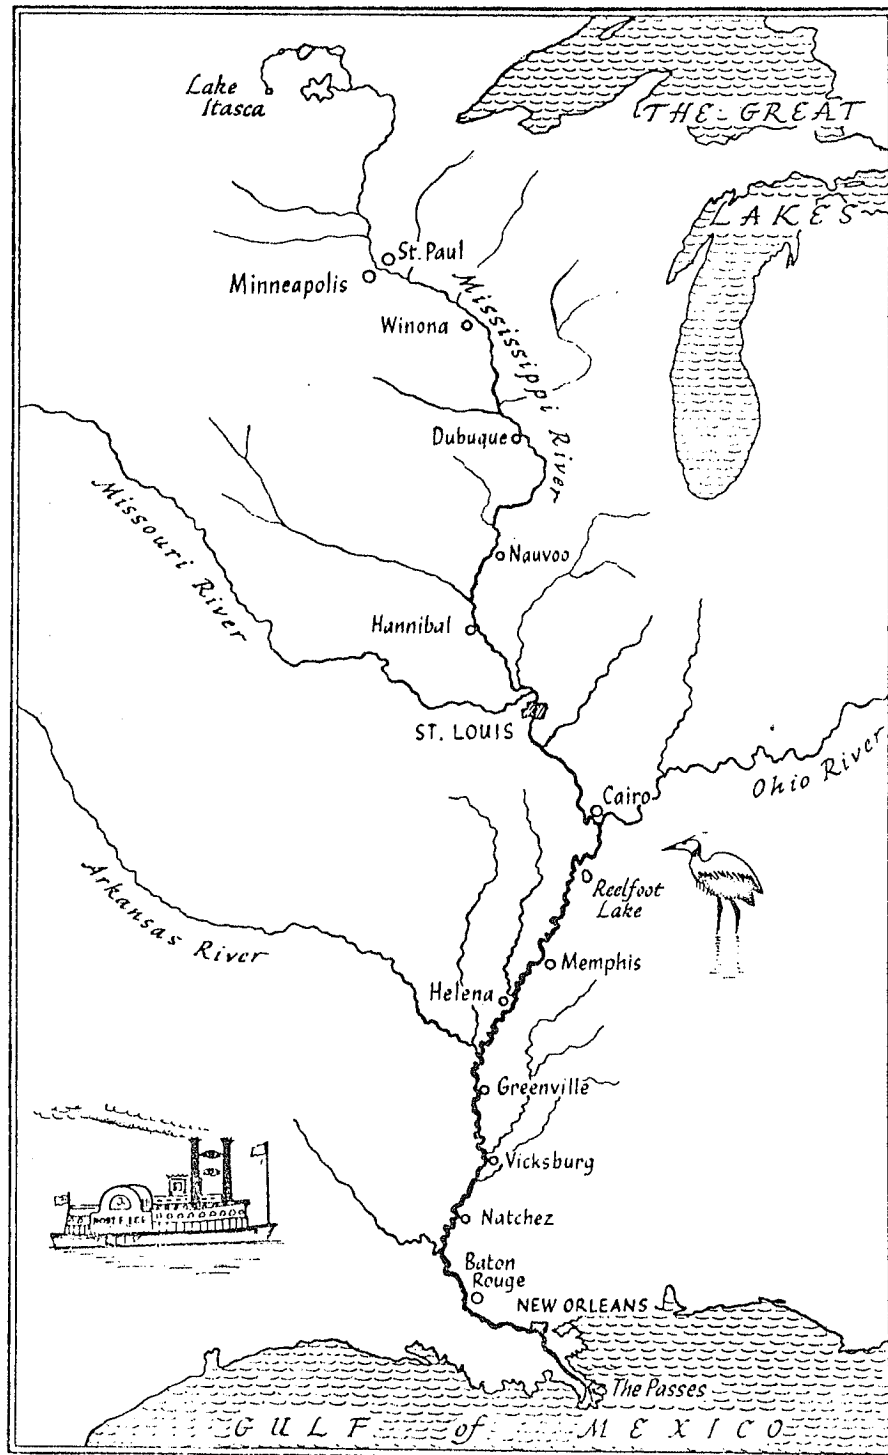 Lake
Itasca
THE GREAT
LAKES
St. Paul
Minneapolis
Mississippi River
Winona
Dubuque
Missouri River
Nauvoo
Hannibal
ST. LOUIS
Ohio River
Cairo
Arkansas River
Reelfoot
Lake
Memphis
Helena
Greenville
Vicksburg
Natchez
Baton
Rouge
NEW ORLEANS
The Passes
GULF of MEXICO